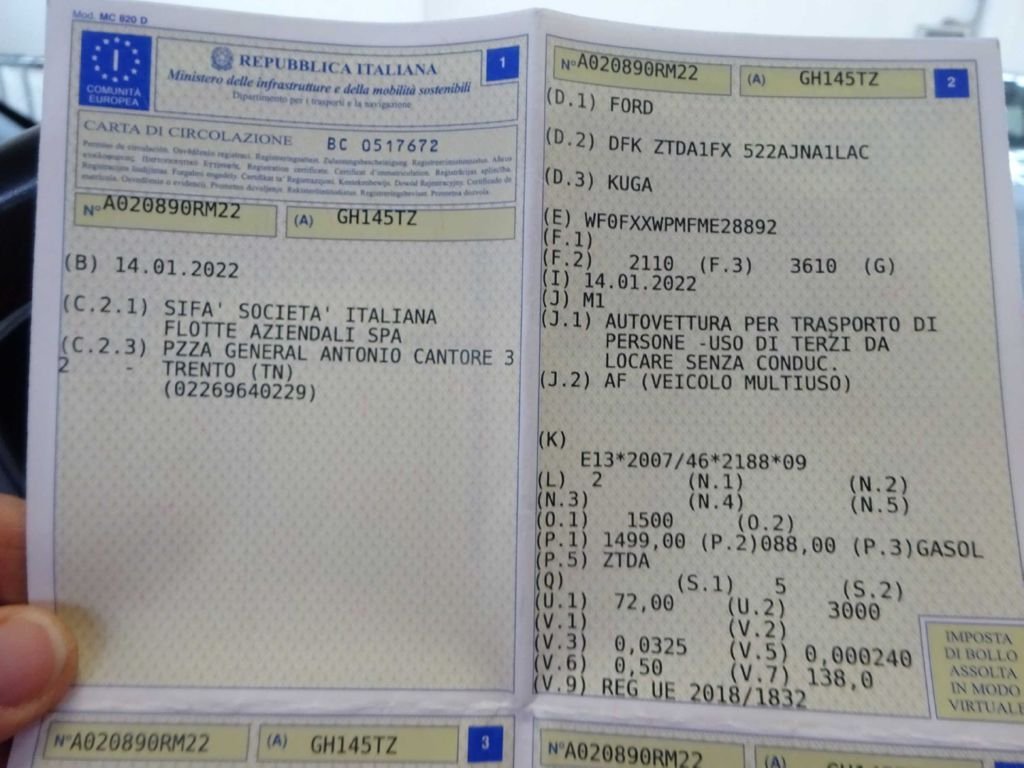 Mod. MC 820 D
I
COMUNITÀ
EUROPEA
REPUBBLICA ITALIANA
Ministero delle infrastrutture e della mobilità sostenibili
Dipartimento per i trasporti e la navigazione
1
CARTA DI CIRCOLAZIONE BC 0517672
N° A020890RM22 (A) GH145TZ
(B) 14.01.2022
(C.2.1) SIFA' SOCIETA' ITALIANA
FLOTTE AZIENDALI SPA
(C.2.3) PZZA GENERAL ANTONIO CANTORE 3
2 - TRENTO (TN)
(02269640229)
N° A020890RM22 (A) GH145TZ 2
(D.1) FORD
(D.2) DFK ZTDA1FX 522AJNA1LAC
(D.3) KUGA
(E) WF0FXXWPMFME28892
(F.1)
(F.2) 2110 (F.3) 3610 (G)
(I) 14.01.2022
(J) M1
(J.1) AUTOVETTURA PER TRASPORTO DI
PERSONE -USO DI TERZI DA
LOCARE SENZA CONDUC.
(J.2) AF (VEICOLO MULTIUSO)
(K)
E13*2007/46*2188*09
(L) 2 (N.1) (N.2)
(N.3) (N.4) (N.5)
(O.1) 1500 (O.2)
(P.1) 1499,00 (P.2)088,00 (P.3)GASOL
(P.5) ZTDA
(Q) (S.1) 5 (S.2)
(U.1) 72,00 (U.2) 3000
(V.1) (V.2)
(V.3) 0,0325 (V.5) 0,000240
(V.6) 0,50 (V.7) 138,0
(V.9) REG UE 2018/1832
IMPOSTA
DI BOLLO
ASSOLTA
IN MODO
VIRTUALE
N° A020890RM22 (A) GH145TZ 3
N° A020890RM22 (A) GH145TZ